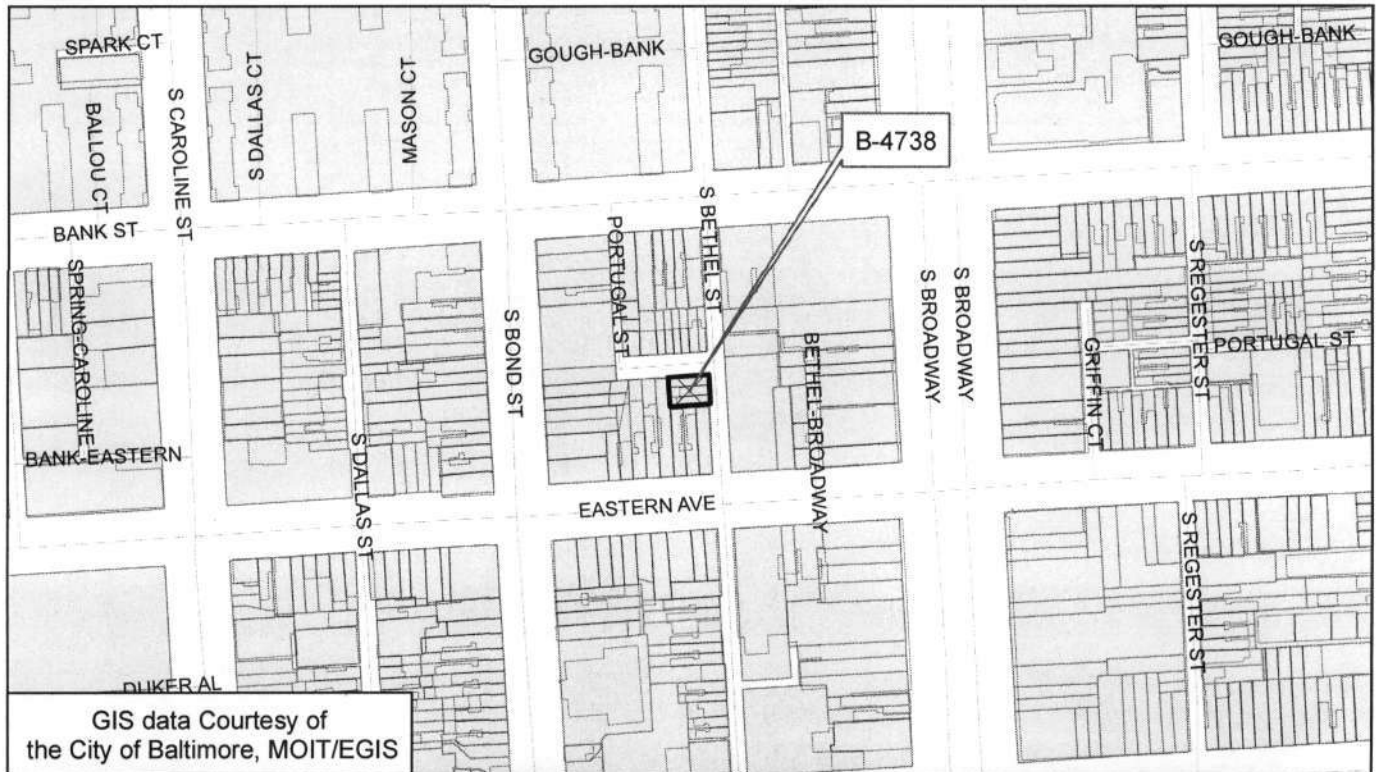 SPARK CT
BALLOU CT
S CAROLINE ST
S DALLAS CT
MASON CT
GOUGH-BANK
GOUGH-BANK
B-4738
BANK ST
SPRING-CAROLINE
BANK-EASTERN
S DALLAS ST
S BOND ST
PORTUGAL ST
S BETHEL ST
BETHEL-BROADWAY
S BROADWAY
S BROADWAY
GRIFFIN CT
S REGESTER ST
PORTUGAL ST
EASTERN AVE
S REGESTER ST
DUKER AL
GIS data Courtesy of
the City of Baltimore, MOIT/EGIS